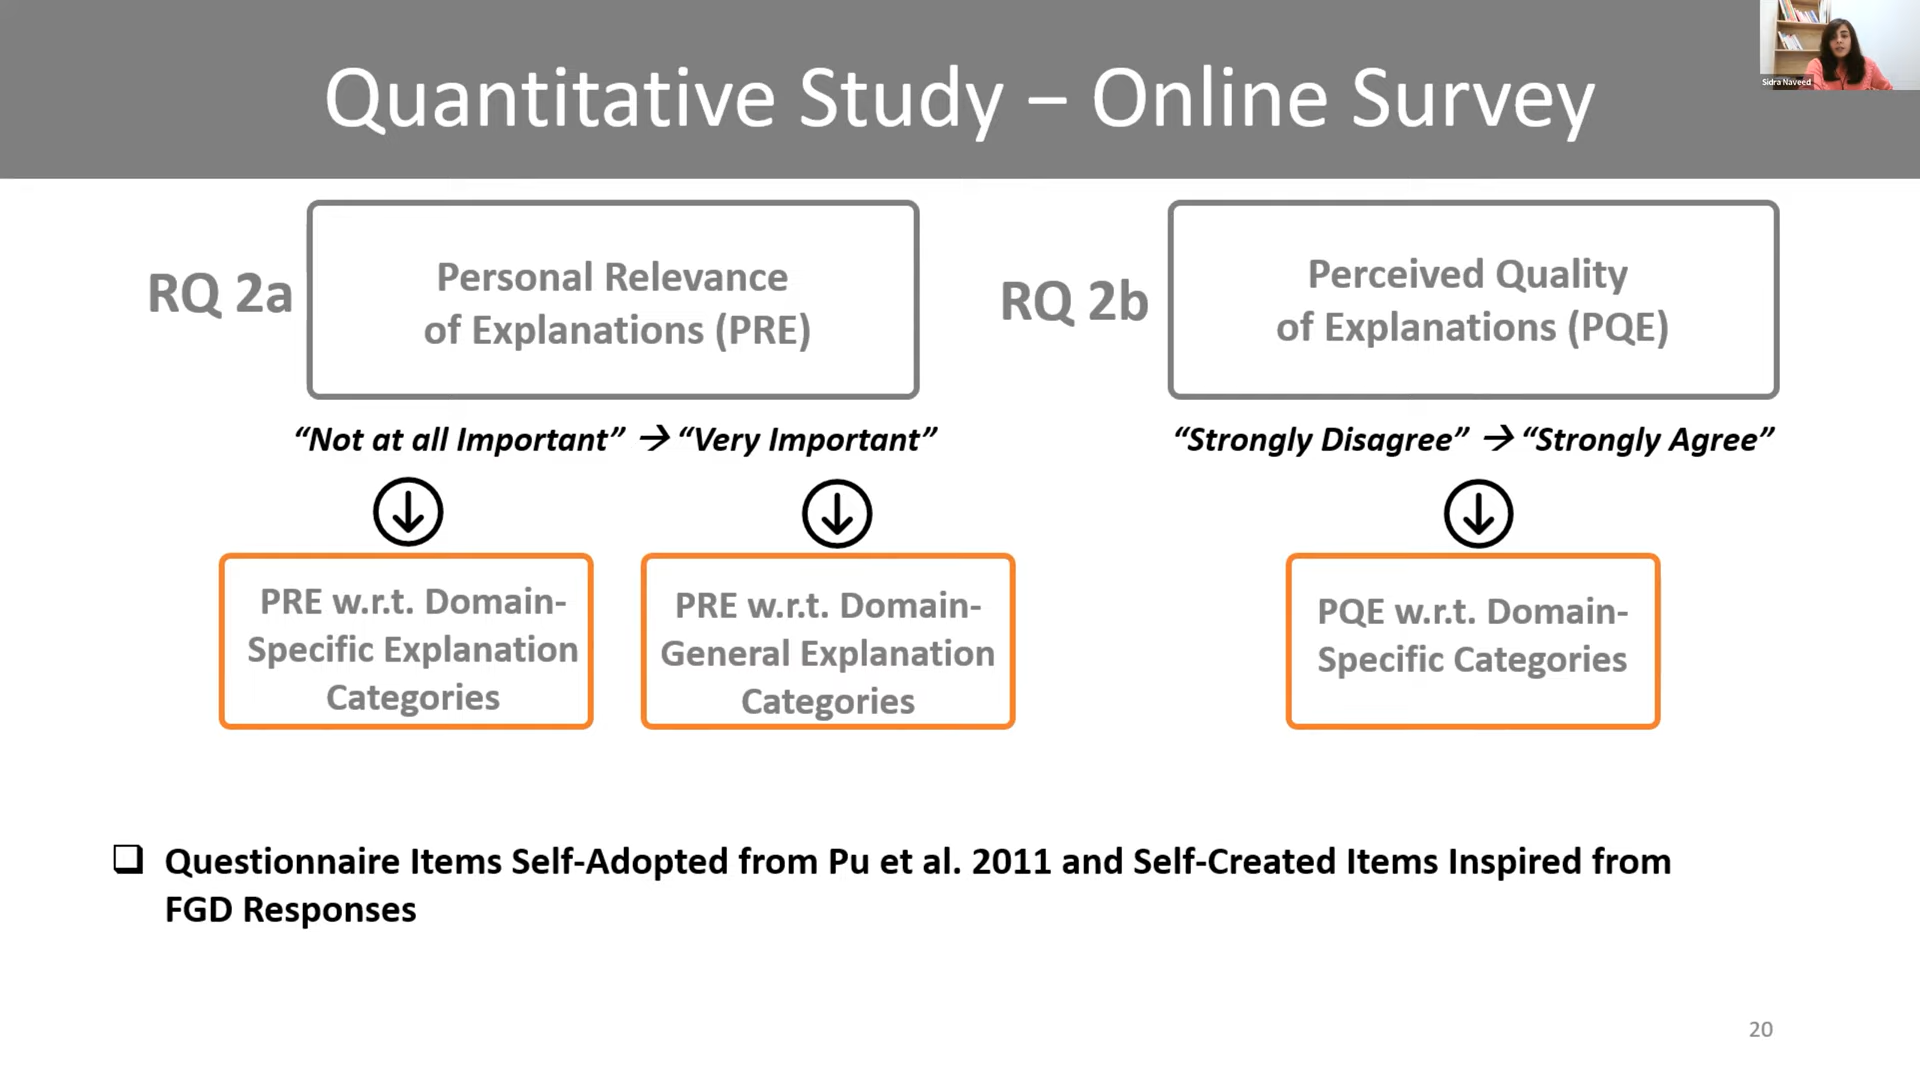 Quantitative Study – Online Survey
Sidra Naveed
RQ 2a
Personal Relevance
of Explanations (PRE)
RQ 2b
Perceived Quality
of Explanations (PQE)
“Not at all Important” → “Very Important”
“Strongly Disagree” → “Strongly Agree”
PRE w.r.t. Domain-
Specific Explanation
Categories
PRE w.r.t. Domain-
General Explanation
Categories
PQE w.r.t. Domain-
Specific Categories
❑ Questionnaire Items Self-Adopted from Pu et al. 2011 and Self-Created Items Inspired from
FGD Responses
20